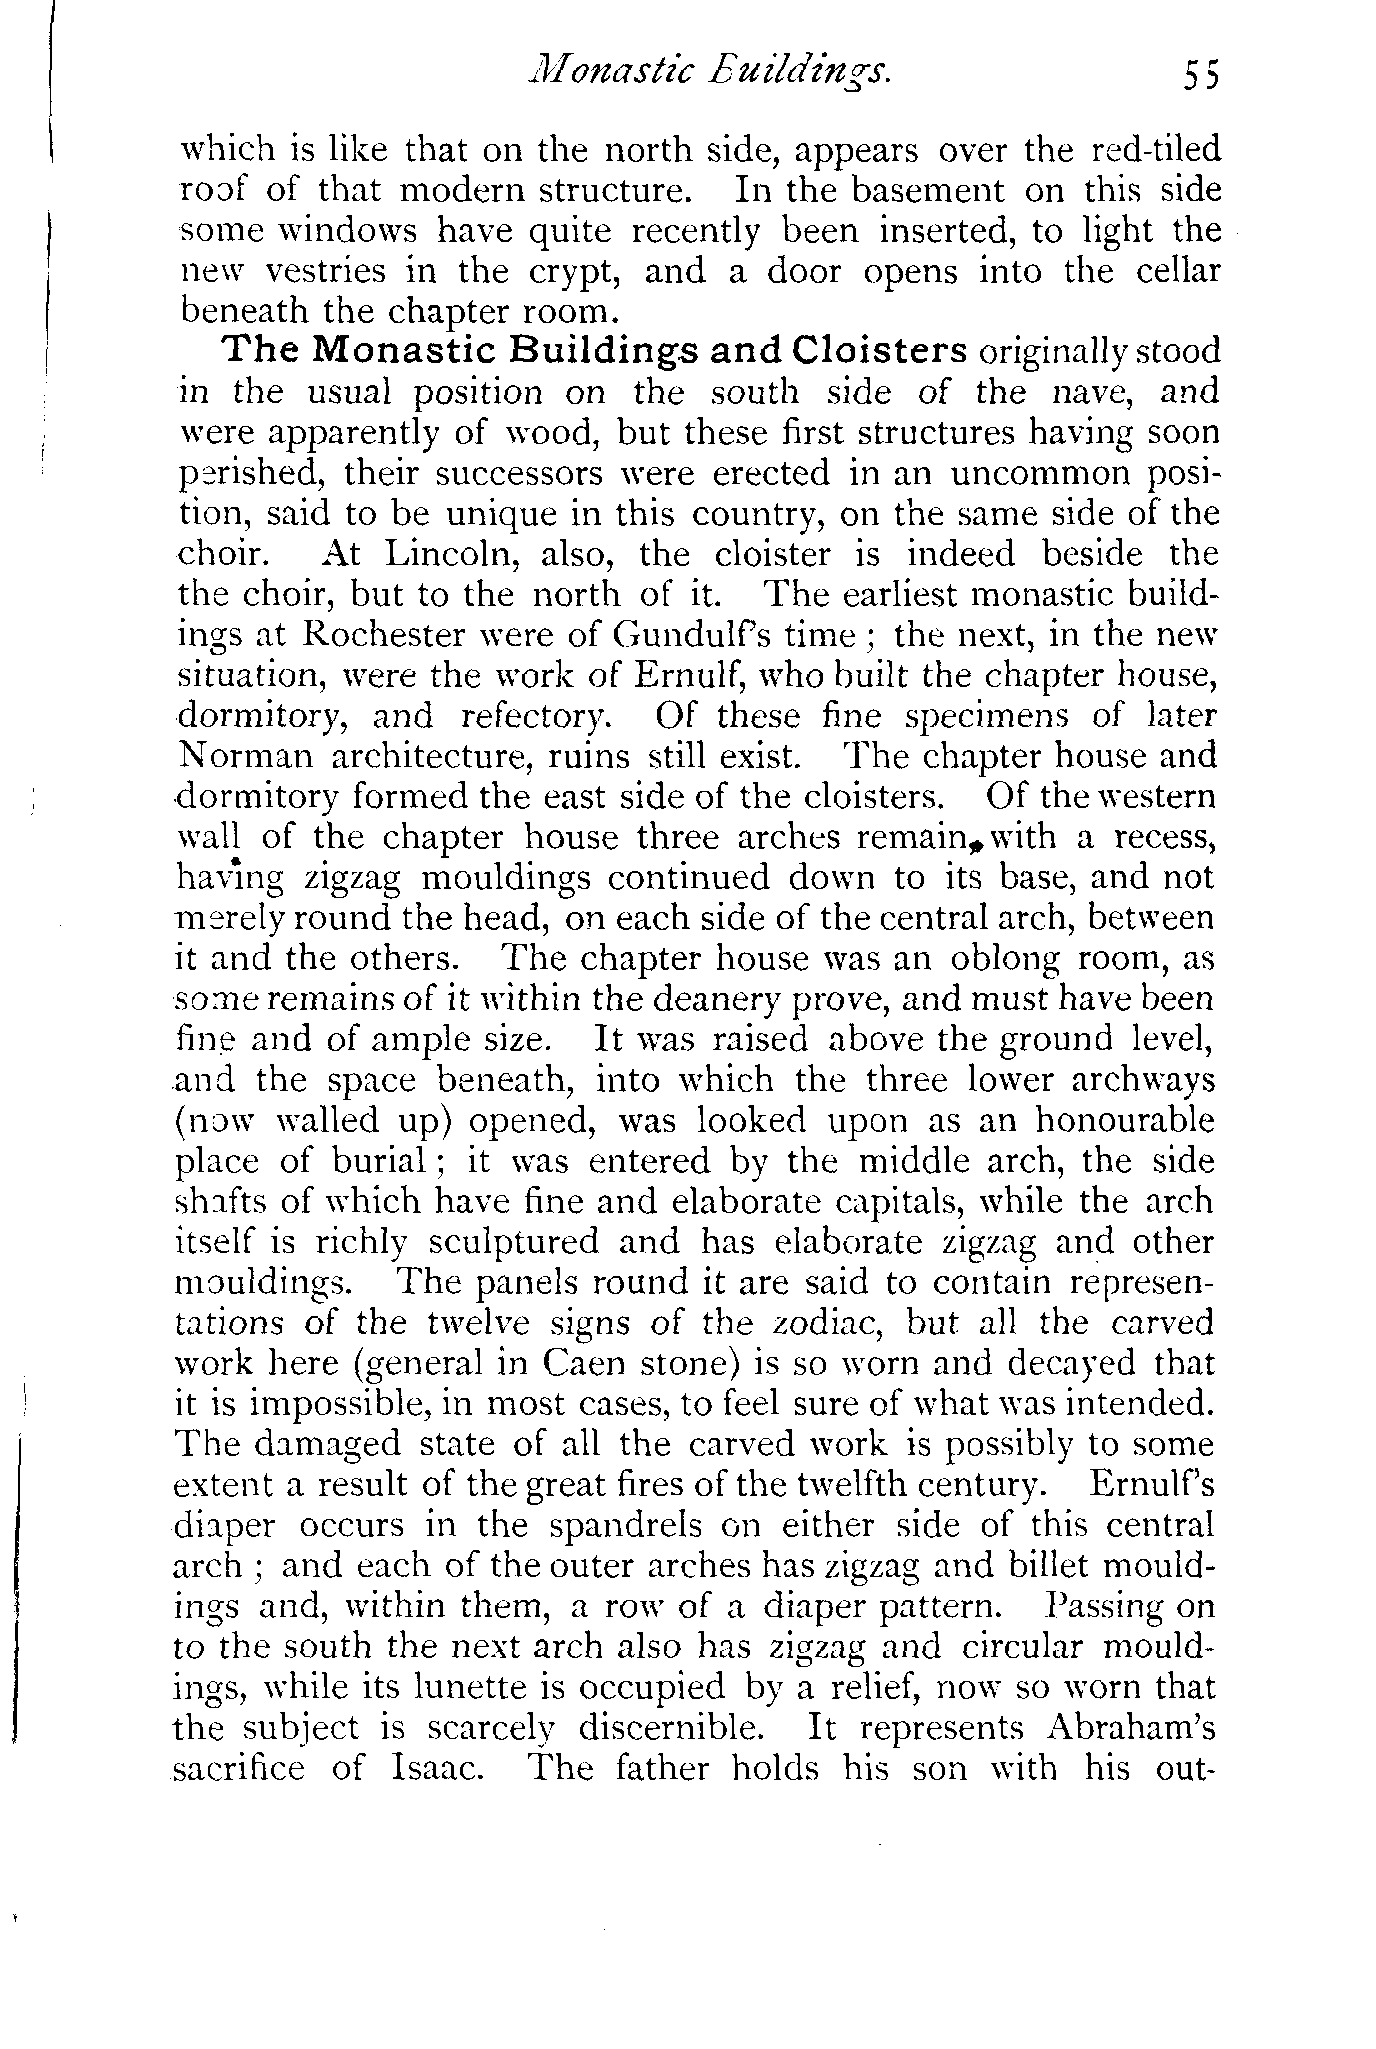 Monastic Buildings. 55
which is like that on the north side, appears over the red-tiled
roof of that modern structure. In the basement on this side
some windows have quite recently been inserted, to light the
new vestries in the crypt, and a door opens into the cellar
beneath the chapter room.
The Monastic Buildings and Cloisters originally stood
in the usual position on the south side of the nave, and
were apparently of wood, but these first structures having soon
perished, their successors were erected in an uncommon posi-
tion, said to be unique in this country, on the same side of the
choir. At Lincoln, also, the cloister is indeed beside the
the choir, but to the north of it. The earliest monastic build-
ings at Rochester were of Gundulf's time ; the next, in the new
situation, were the work of Ernulf, who built the chapter house,
dormitory, and refectory. Of these fine specimens of later
Norman architecture, ruins still exist. The chapter house and
dormitory formed the east side of the cloisters. Of the western
wall of the chapter house three arches remain, with a recess,
having zigzag mouldings continued down to its base, and not
merely round the head, on each side of the central arch, between
it and the others. The chapter house was an oblong room, as
some remains of it within the deanery prove, and must have been
fine and of ample size. It was raised above the ground level,
and the space beneath, into which the three lower archways
(now walled up) opened, was looked upon as an honourable
place of burial ; it was entered by the middle arch, the side
shafts of which have fine and elaborate capitals, while the arch
itself is richly sculptured and has elaborate zigzag and other
mouldings. The panels round it are said to contain represen-
tations of the twelve signs of the zodiac, but all the carved
work here (general in Caen stone) is so worn and decayed that
it is impossible, in most cases, to feel sure of what was intended.
The damaged state of all the carved work is possibly to some
extent a result of the great fires of the twelfth century. Ernulf's
diaper occurs in the spandrels on either side of this central
arch ; and each of the outer arches has zigzag and billet mould-
ings and, within them, a row of a diaper pattern. Passing on
to the south the next arch also has zigzag and circular mould-
ings, while its lunette is occupied by a relief, now so worn that
the subject is scarcely discernible. It represents Abraham's
sacrifice of Isaac. The father holds his son with his out-